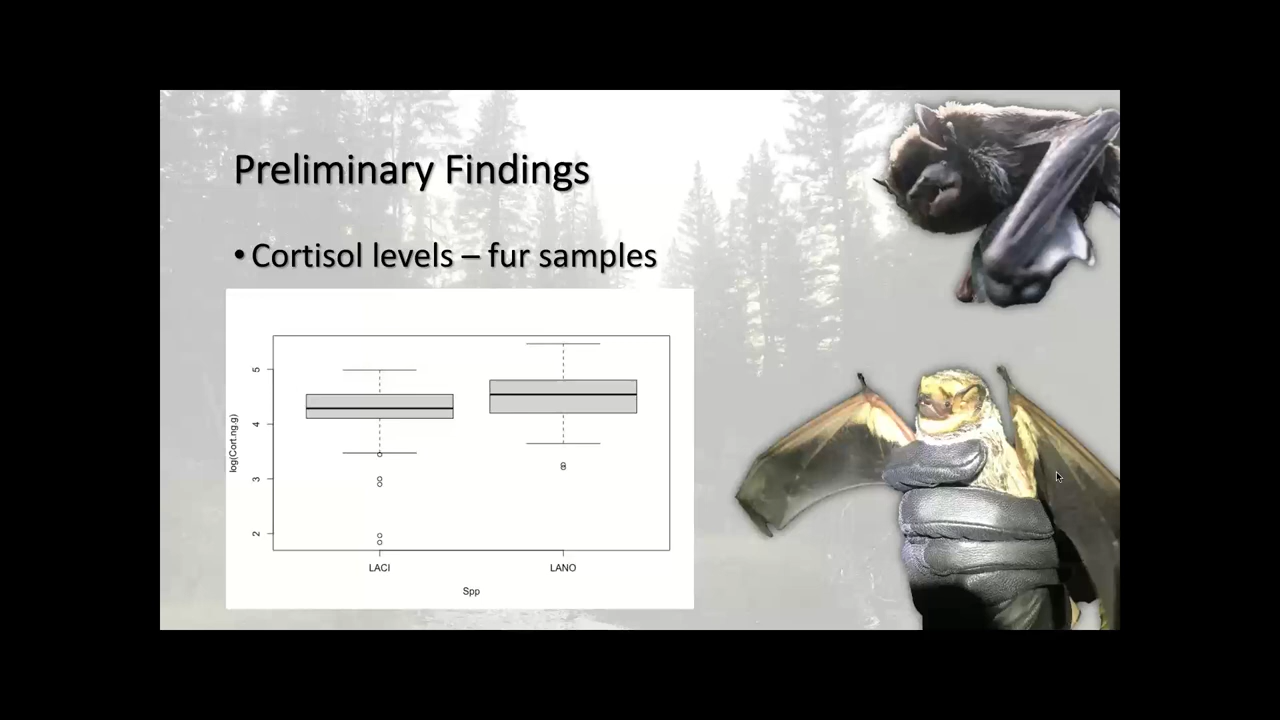 Preliminary Findings
• Cortisol levels – fur samples
log(Cort.ng.g)
5
4
3
2
LACI LANO
Spp